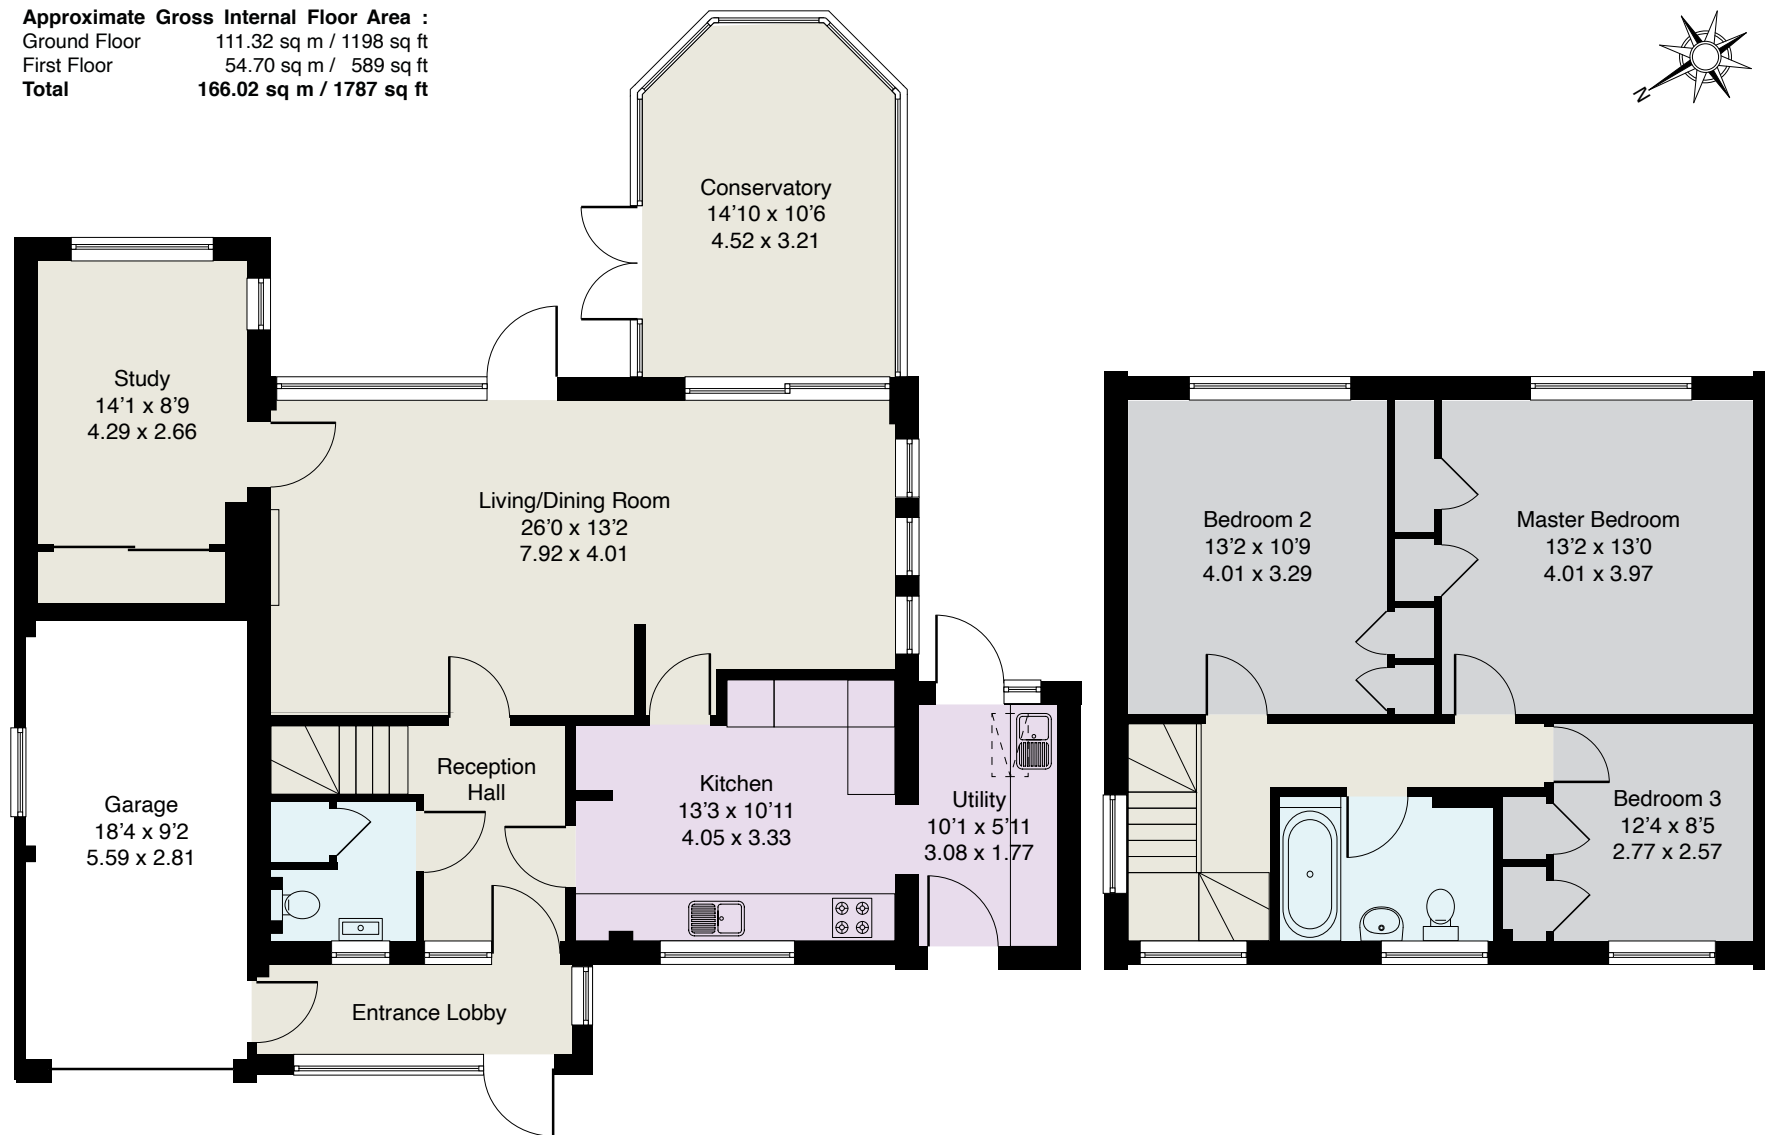 Approximate Gross Internal Floor Area :
Ground Floor 111.32 sq m / 1198 sq ft
First Floor 54.70 sq m / 589 sq ft
Total 166.02 sq m / 1787 sq ft
N
Conservatory
14'10 x 10'6
4.52 x 3.21
Study
14'1 x 8'9
4.29 x 2.66
Living/Dining Room
26'0 x 13'2
7.92 x 4.01
Bedroom 2
13'2 x 10'9
4.01 x 3.29
Master Bedroom
13'2 x 13'0
4.01 x 3.97
Reception
Hall
Kitchen
13'3 x 10'11
4.05 x 3.33
Utility
10'1 x 5'11
3.08 x 1.77
Garage
18'4 x 9'2
5.59 x 2.81
Bedroom 3
12'4 x 8'5
2.77 x 2.57
Entrance Lobby